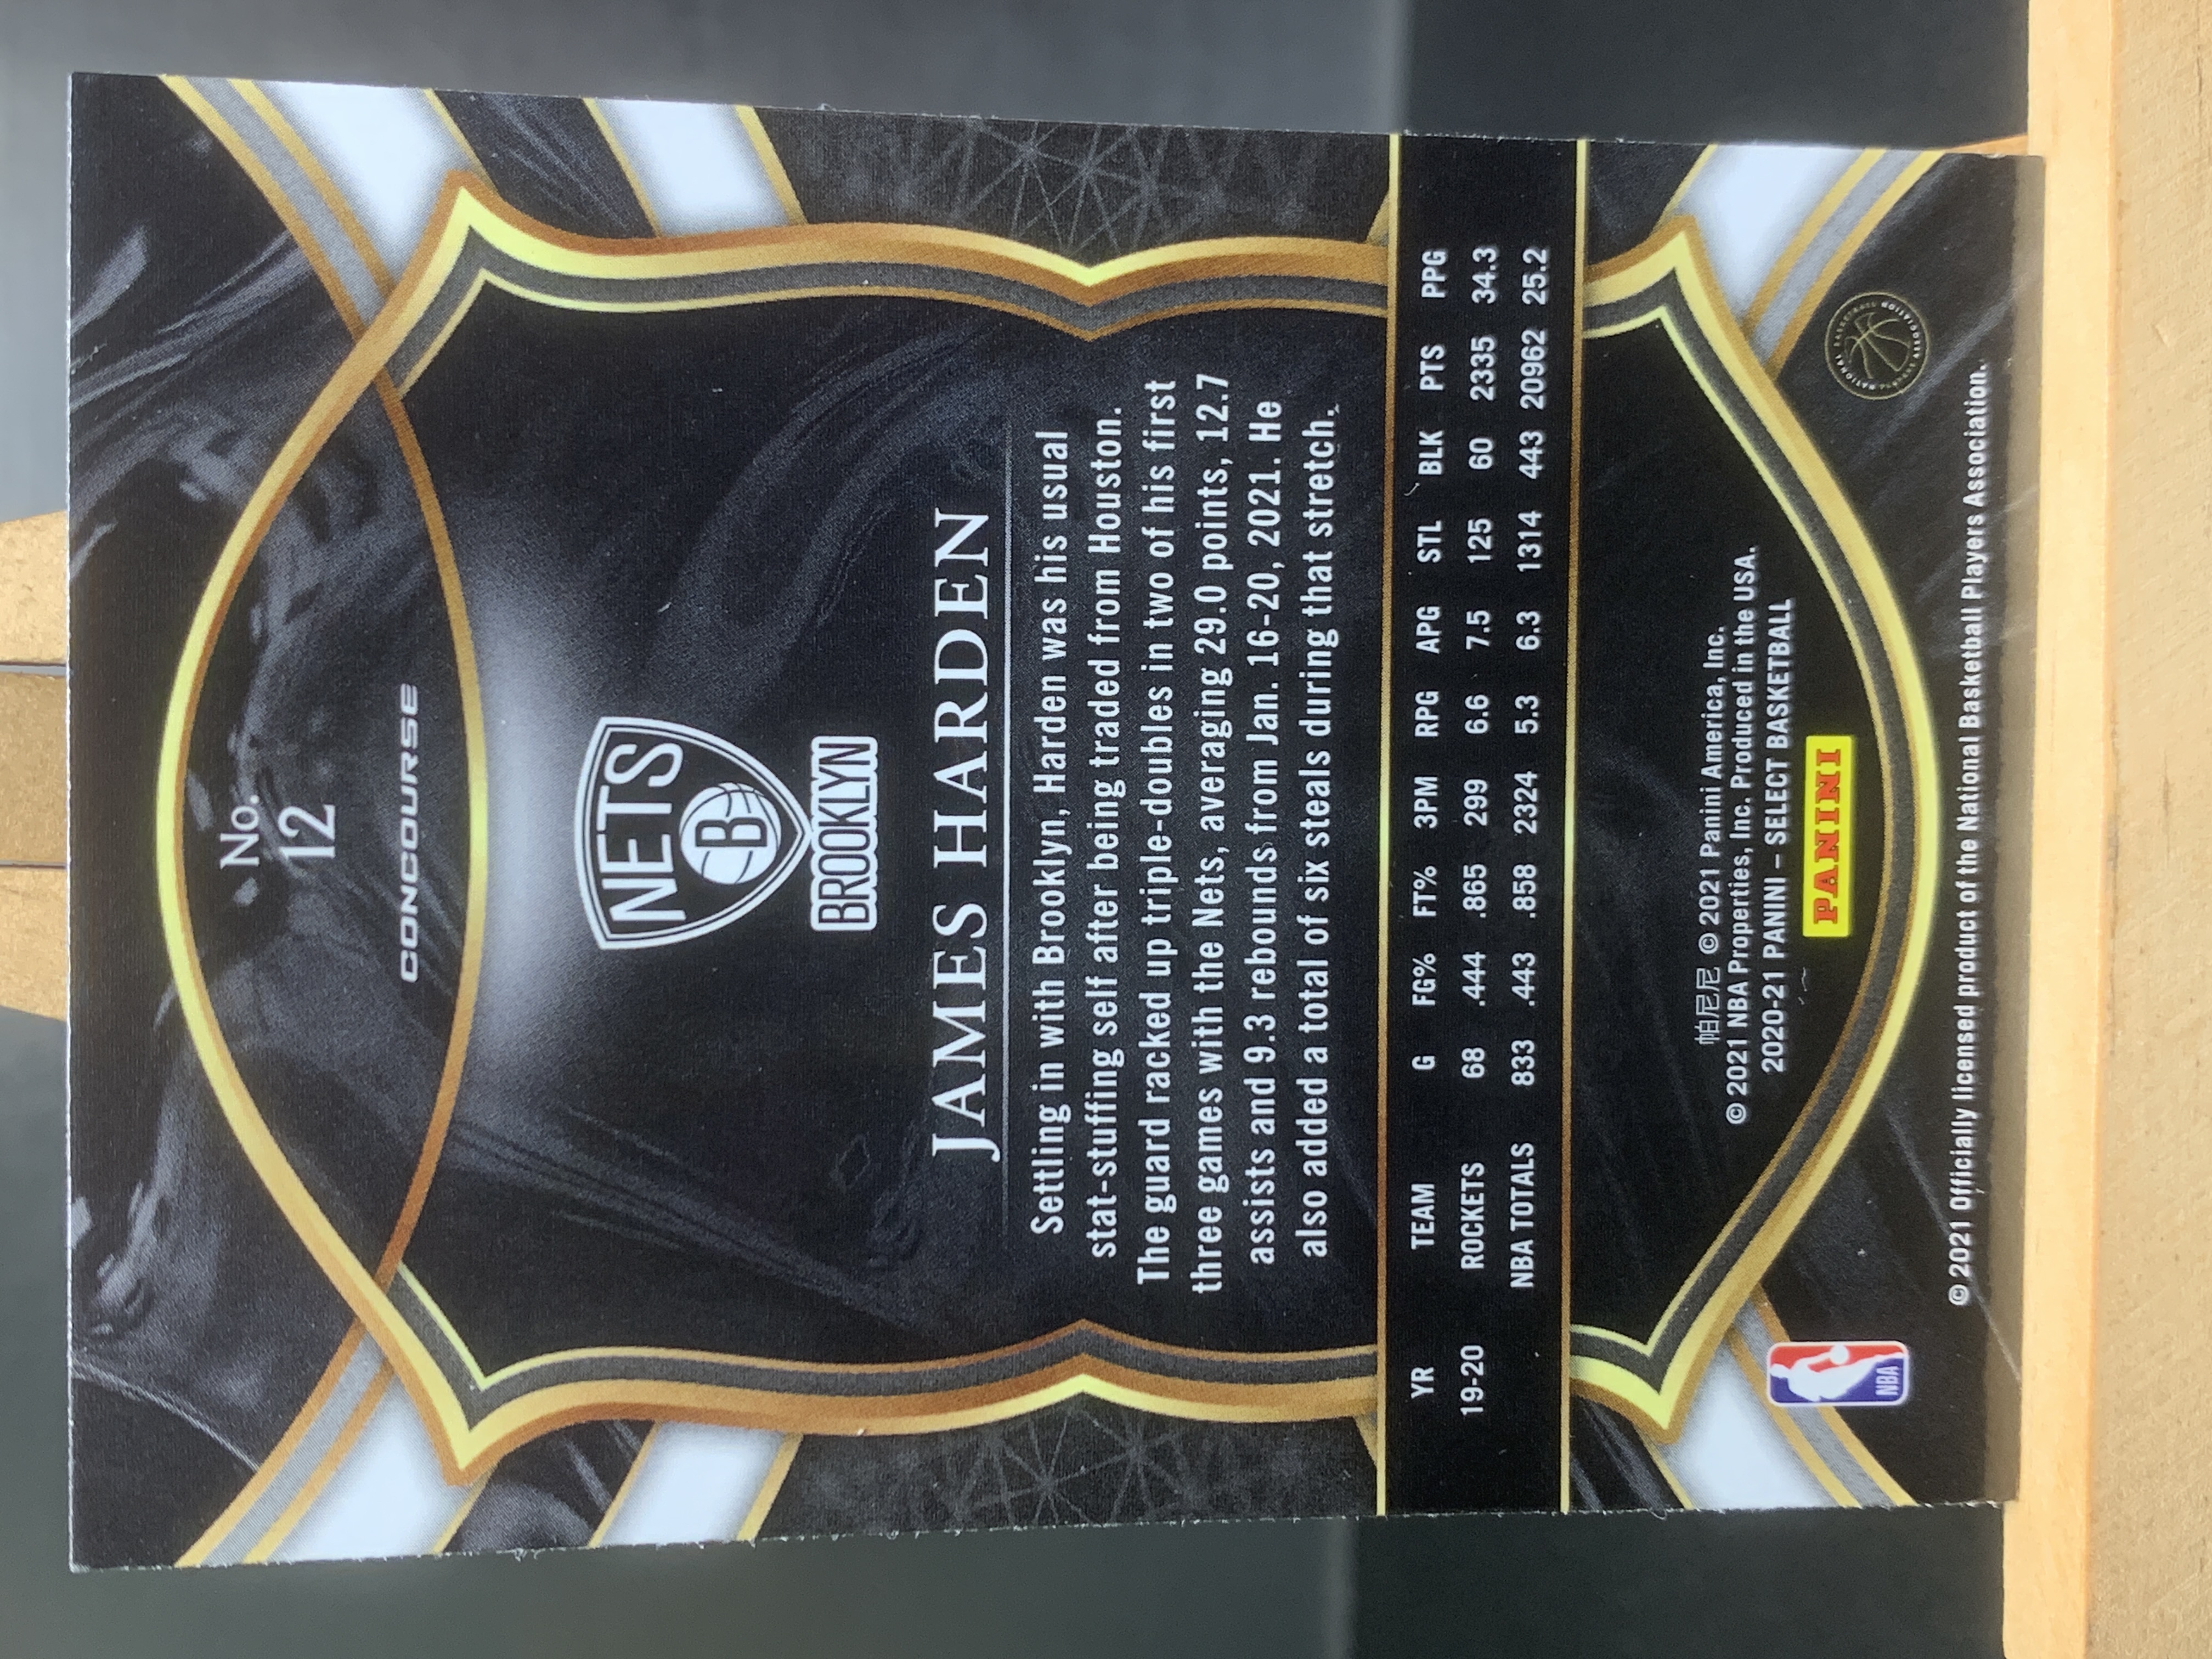 No.
12
CONCOURSE
NETS
B
BROOKLYN
JAMES HARDEN
Settling in with Brooklyn, Harden was his usual
stat-stuffing self after being traded from Houston.
The guard racked up triple-doubles in two of his first
three games with the Nets, averaging 29.0 points, 12.7
assists and 9.3 rebounds from Jan. 16-20, 2021. He
also added a total of six steals during that stretch.
YR TEAM G FG% FT% 3PM RPG APG STL BLK PTS PPG
19-20 ROCKETS 68 .444 .865 299 6.6 7.5 125 60 2335 34.3
NBA TOTALS 833 .443 .858 2324 5.3 6.3 1314 443 20962 25.2
帕尼尼 © 2021 Panini America, Inc.
© 2021 NBA Properties, Inc. Produced in the USA.
2020-21 PANINI – SELECT BASKETBALL
PANINI
NBA
NATIONAL BASKETBALL PLAYERS ASSOCIATION
© 2021 Officially licensed product of the National Basketball Players Association.